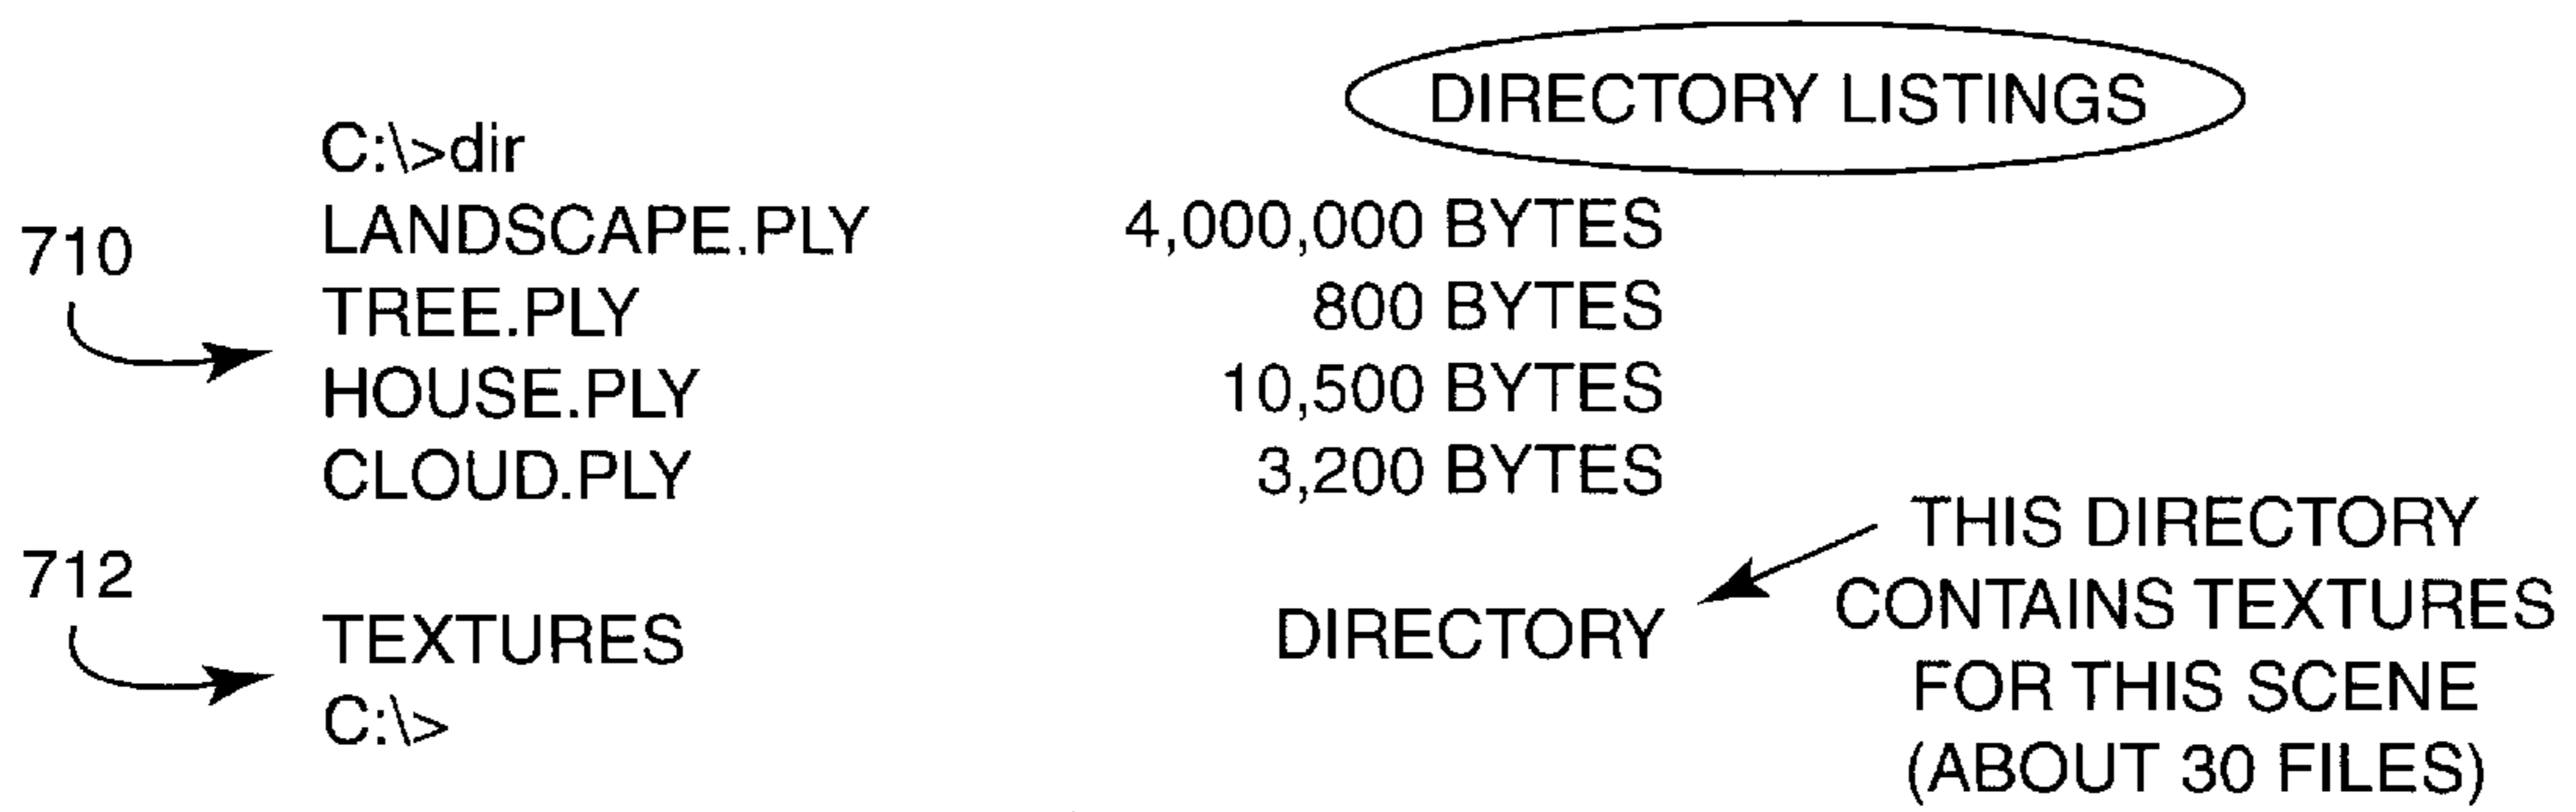 DIRECTORY LISTINGS
C:\>dir
LANDSCAPE.PLY 4,000,000 BYTES
710
TREE.PLY 800 BYTES
HOUSE.PLY 10,500 BYTES
CLOUD.PLY 3,200 BYTES
712
TEXTURES DIRECTORY
C:\>
THIS DIRECTORY
CONTAINS TEXTURES
FOR THIS SCENE
(ABOUT 30 FILES)